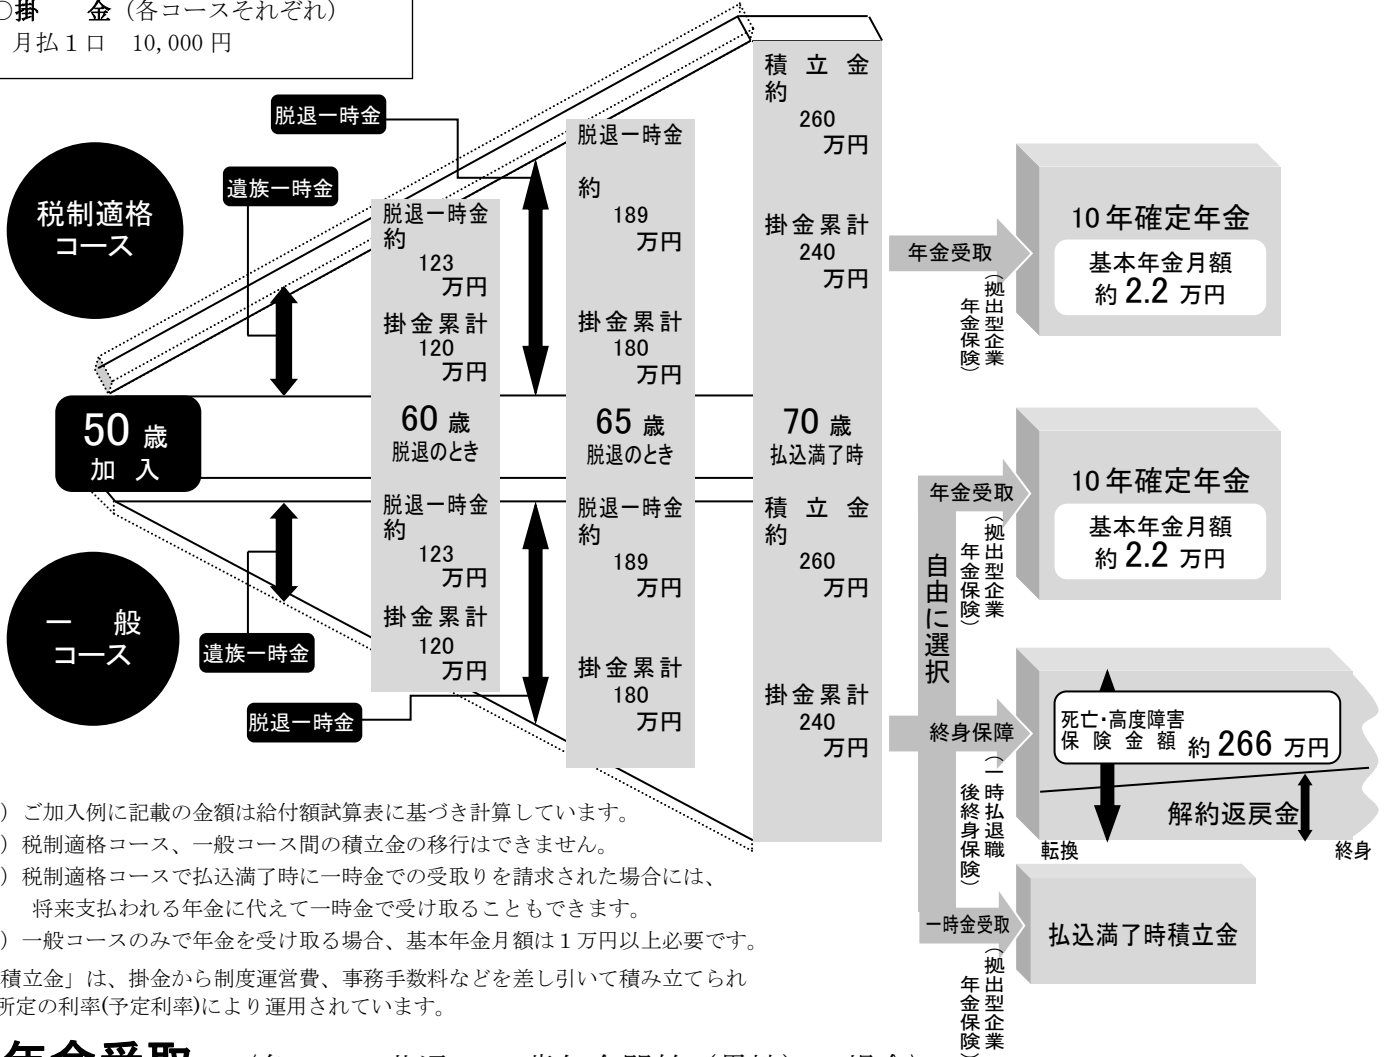 ○掛　　金（各コースそれぞれ）
月払１口　10,000 円
脱退一時金
遺族一時金
税制適格
コース
50 歳
加 入
一 般
コース
遺族一時金
脱退一時金
脱退一時金
約
123
万円
掛金累計
120
万円
60 歳
脱退のとき
脱退一時金
約
123
万円
掛金累計
120
万円
脱退一時金
約
189
万円
掛金累計
180
万円
65 歳
脱退のとき
脱退一時金
約
189
万円
掛金累計
180
万円
積 立 金
約
260
万円
掛金累計
240
万円
70 歳
払込満了時
積 立 金
約
260
万円
掛金累計
240
万円
年金受取
（拠出型企業
年金保険）
10年確定年金
基本年金月額
約 2.2 万円
自由に選択
年金受取
（拠出型企業
年金保険）
10年確定年金
基本年金月額
約 2.2 万円
終身保障
（一時払退職
後終身保険）
死亡・高度障害
保 険 金 額 約 266 万円
解約返戻金
転換
終身
一時金受取
（拠出型企業
年金保険）
払込満了時積立金
）ご加入例に記載の金額は給付額試算表に基づき計算しています。
）税制適格コース、一般コース間の積立金の移行はできません。
）税制適格コースで払込満了時に一時金での受取りを請求された場合には、
将来支払われる年金に代えて一時金で受け取ることもできます。
）一般コースのみで年金を受け取る場合、基本年金月額は１万円以上必要です。
積立金」は、掛金から制度運営費、事務手数料などを差し引いて積み立てられ
所定の利率(予定利率)により運用されています。
年金受取